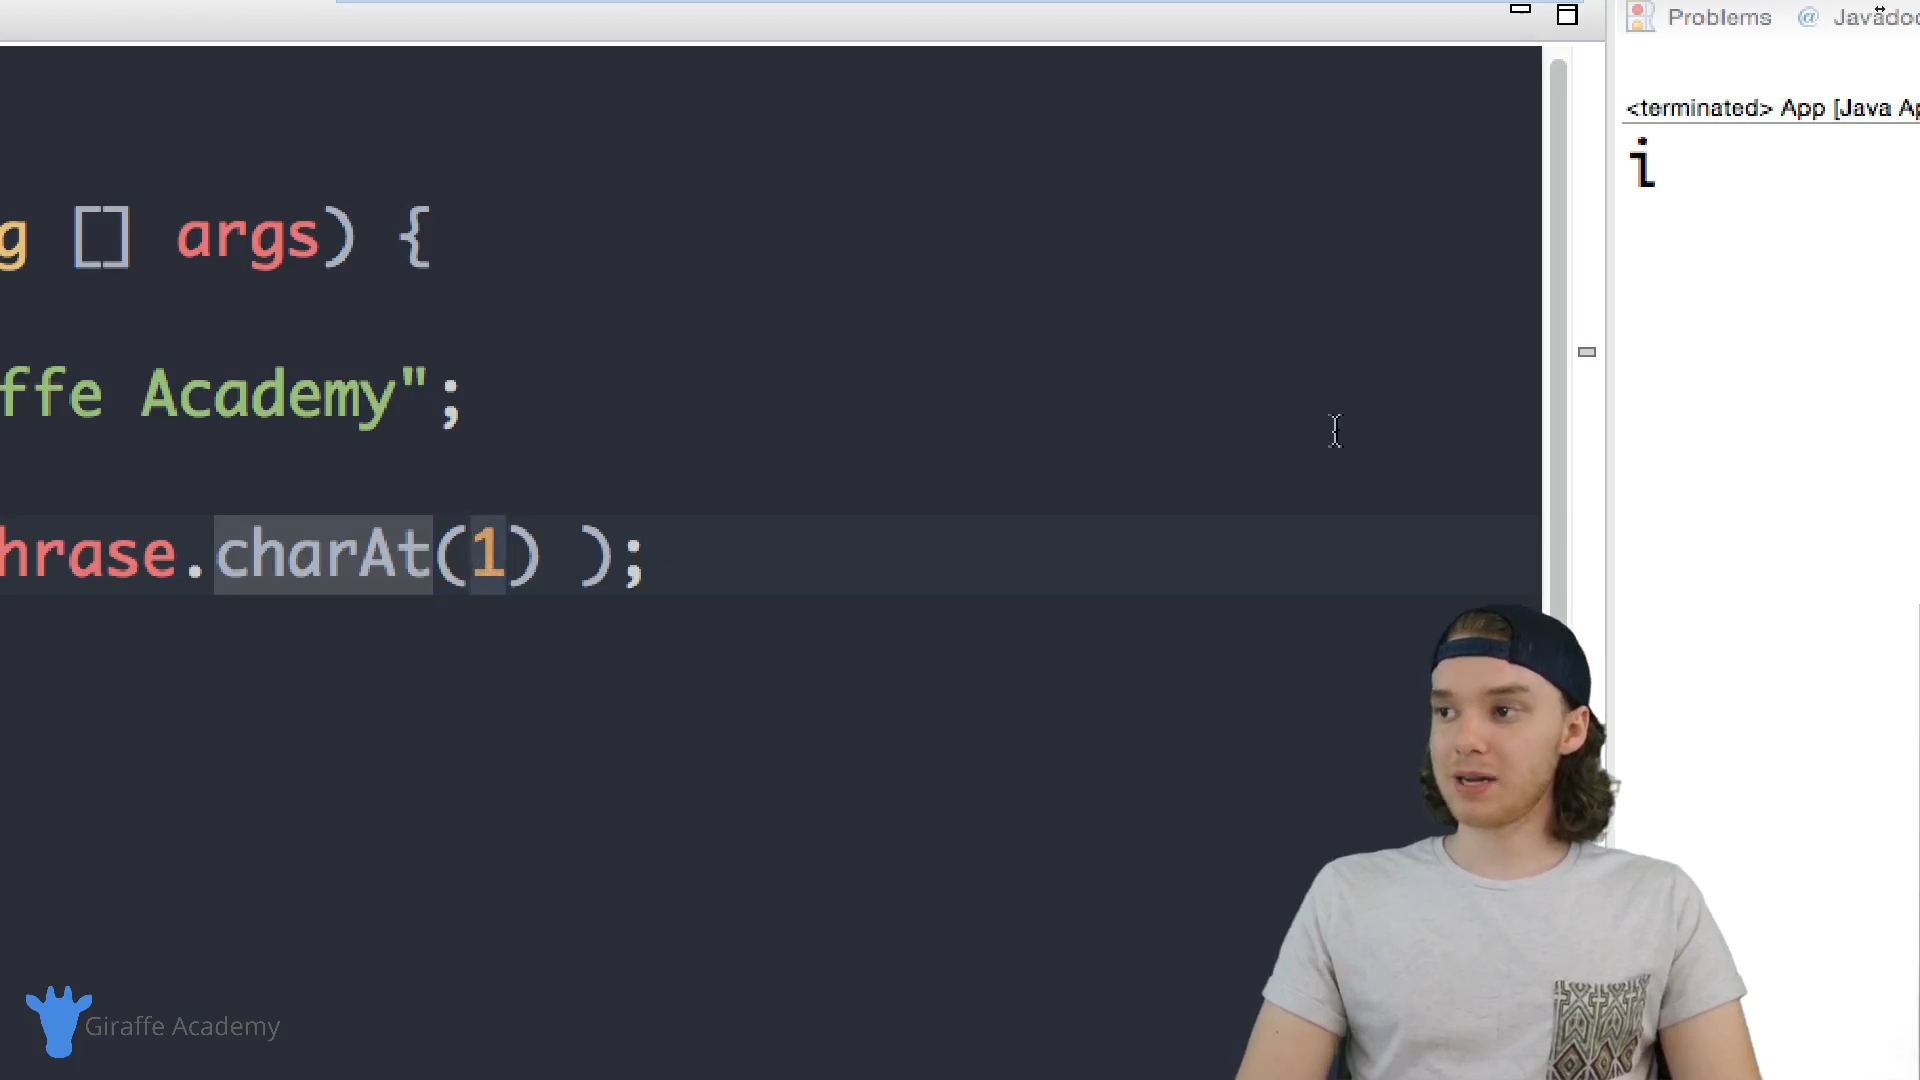 Problems @ Javadoc
<terminated> App [Java Ap
i
g [] args) {
ffe Academy";
hrase.charAt(1) );
Giraffe Academy